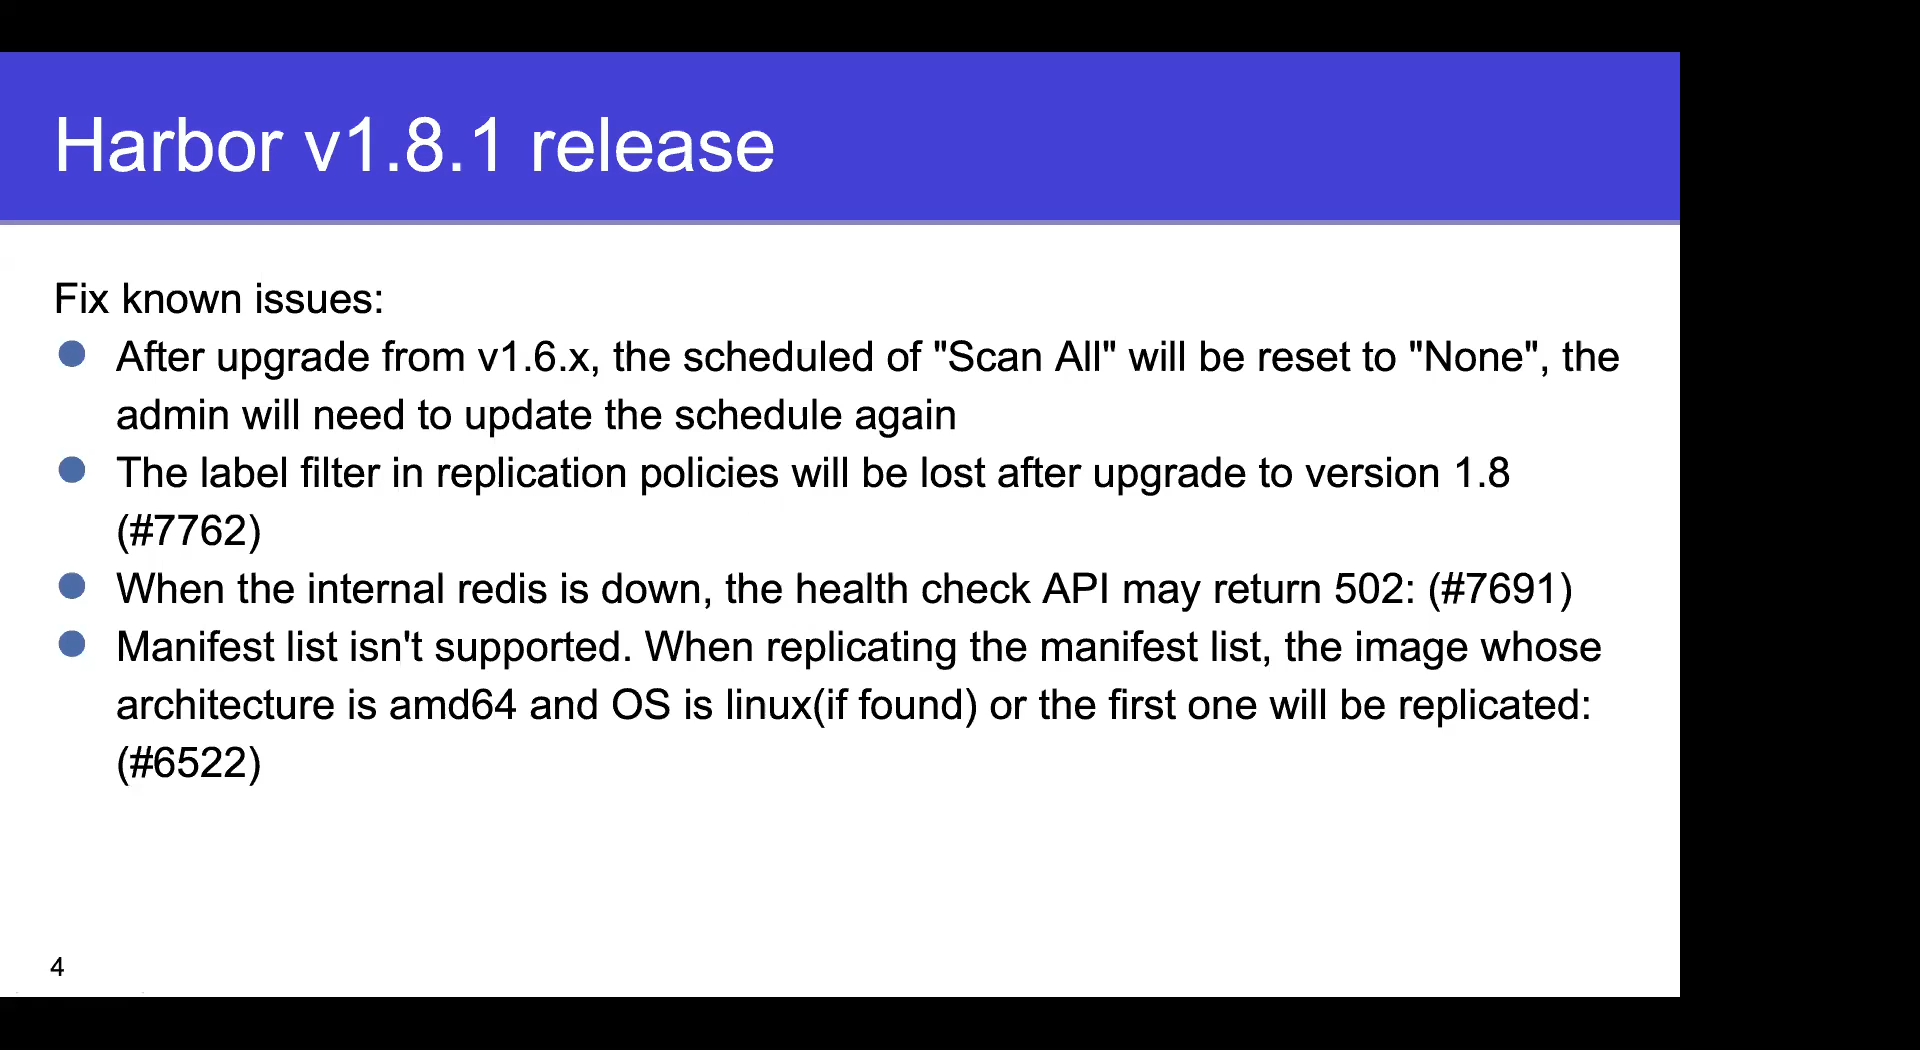 Harbor v1.8.1 release
Fix known issues:
After upgrade from v1.6.x, the scheduled of "Scan All" will be reset to "None", the
admin will need to update the schedule again
The label filter in replication policies will be lost after upgrade to version 1.8
(#7762)
When the internal redis is down, the health check API may return 502: (#7691)
Manifest list isn't supported. When replicating the manifest list, the image whose
architecture is amd64 and OS is linux(if found) or the first one will be replicated:
(#6522)
4